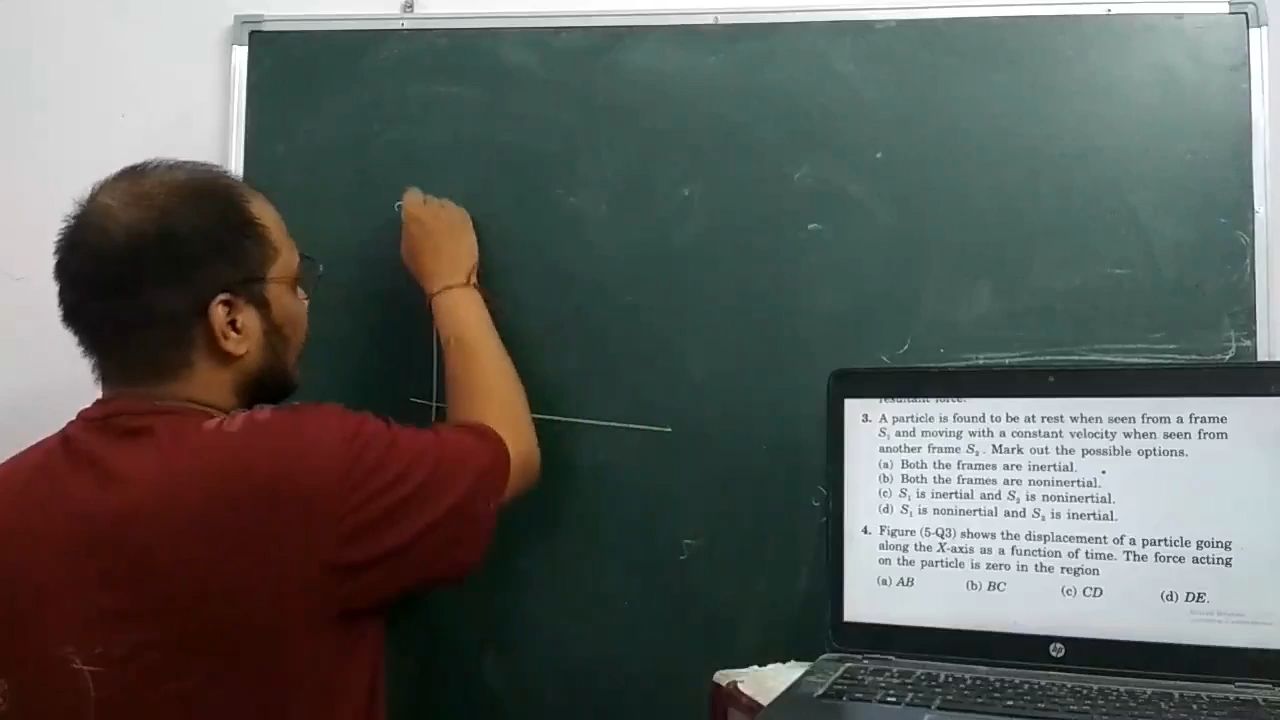 resultant force.
3. A particle is found to be at rest when seen from a frame
S₁ and moving with a constant velocity when seen from
another frame S₂. Mark out the possible options.
(a) Both the frames are inertial.
(b) Both the frames are noninertial.
(c) S₁ is inertial and S₂ is noninertial.
(d) S₁ is noninertial and S₂ is inertial.
4. Figure (5-Q3) shows the displacement of a particle going
along the X-axis as a function of time. The force acting
on the particle is zero in the region
(a) AB (b) BC (c) CD (d) DE.
hp